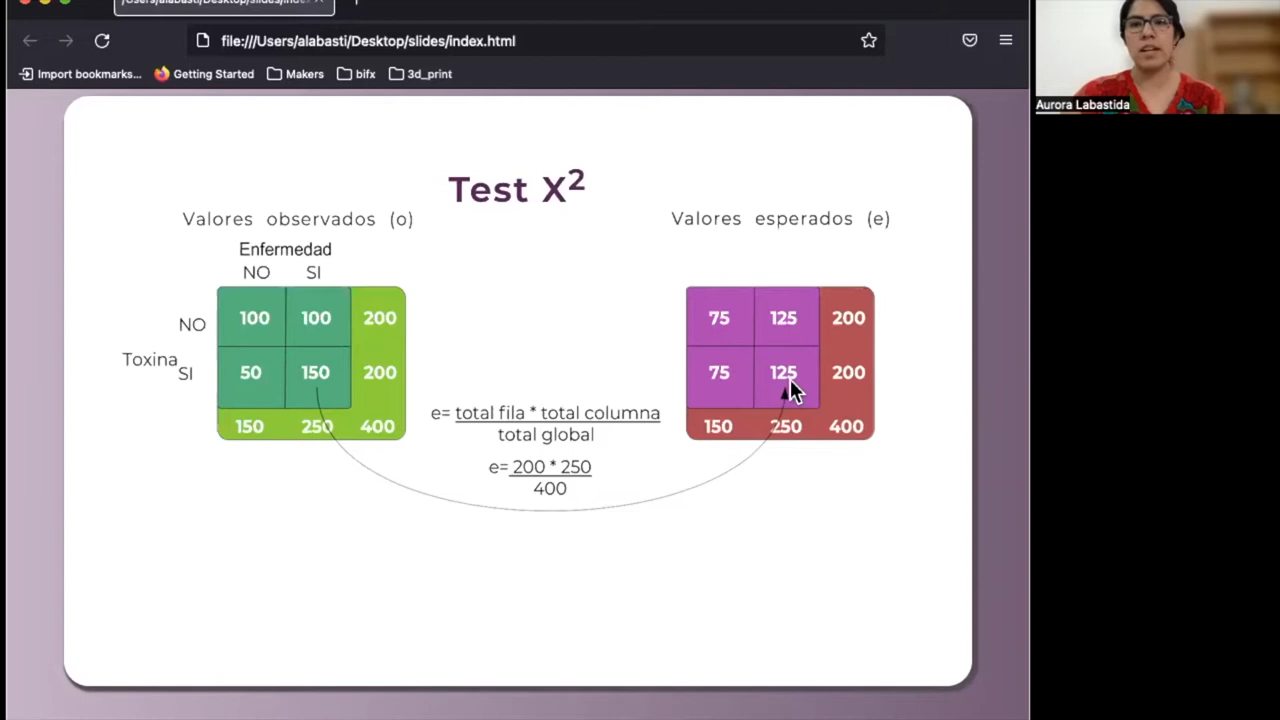 file:///Users/alabasti/Desktop/slides/index.html
Import bookmarks... Getting Started Makers bifx 3d_print
Aurora Labastida
Test X²
Valores observados (o)
Valores esperados (e)
Enfermedad
NO SI
NO 100 100 200
Toxina
SI 50 150 200
150 250 400
75 125 200
75 125 200
150 250 400
e= total fila * total columna
total global
e= 200 * 250
400